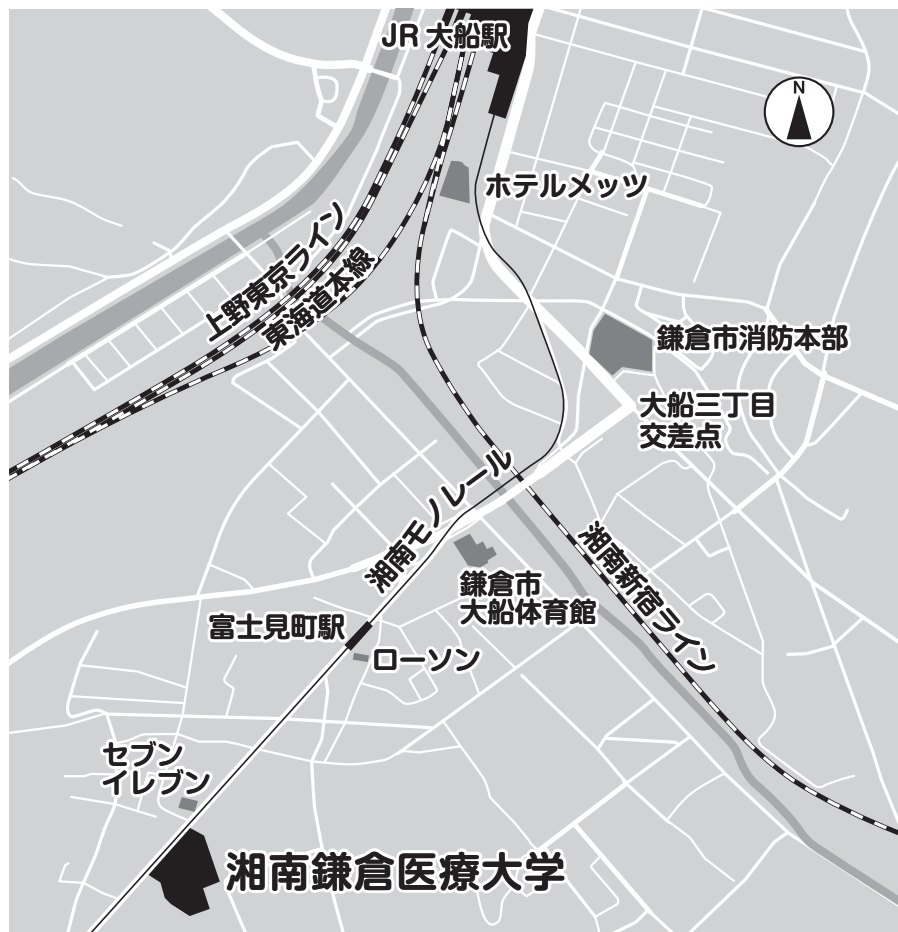 JR 大船駅
N
ホテルメッツ
上野東京ライン
東海道本線
鎌倉市消防本部
大船三丁目
交差点
湘南モノレール
湘南新宿ライン
鎌倉市
大船体育館
富士見町駅
ローソン
セブン
イレブン
湘南鎌倉医療大学